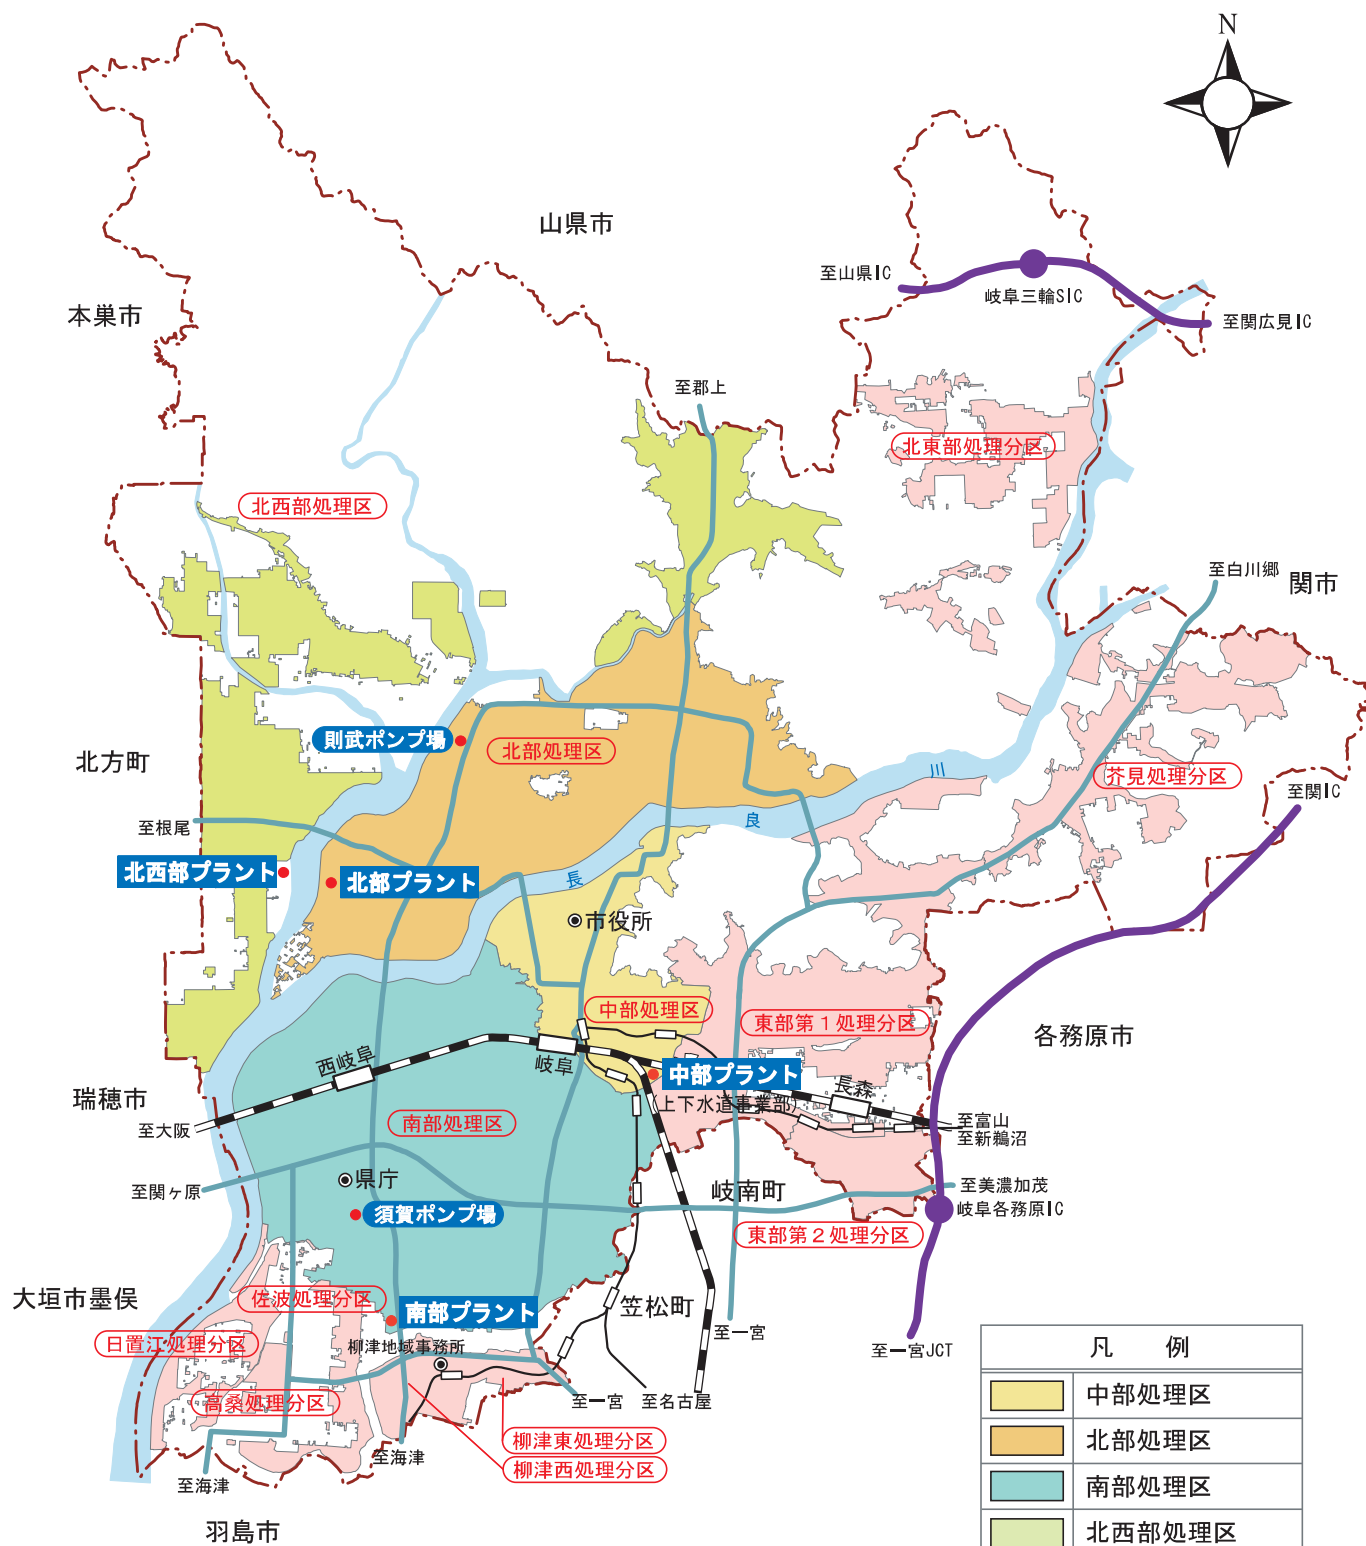 N
山県市
至山県IC
岐阜三輪SIC
本巣市
至関広見IC
至郡上
北東部処理分区
北西部処理区
至白川郷
関市
則武ポンプ場
北部処理区
川
北方町
芥見処理分区
至関IC
至根尾
良
北西部プラント
北部プラント
長
市役所
中部処理区
東部第1処理分区
各務原市
西岐阜
岐阜
中部プラント
長森
瑞穂市
(上下水道事業部)
至大阪
南部処理区
至富山
至新鵜沼
県庁
岐南町
至関ヶ原
至美濃加茂
須賀ポンプ場
岐阜各務原IC
東部第2処理分区
大垣市墨俣
佐波処理分区
南部プラント
笠松町
日置江処理分区
柳津地域事務所
至一宮
至一宮JCT
凡 例
高桑処理分区
至一宮
至名古屋
中部処理区
柳津東処理分区
北部処理区
至海津
柳津西処理分区
至海津
南部処理区
羽島市
北西部処理区